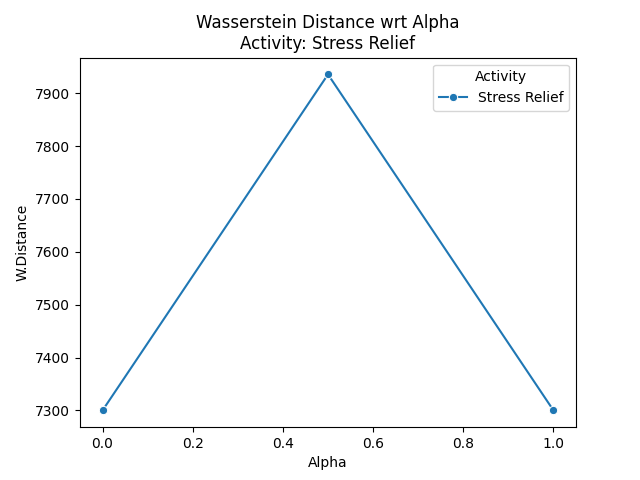 Wasserstein Distance wrt Alpha
Activity: Stress Relief
Activity
Stress Relief
W.Distance
7900
7800
7700
7600
7500
7400
7300
0.0 0.2 0.4 0.6 0.8 1.0
Alpha